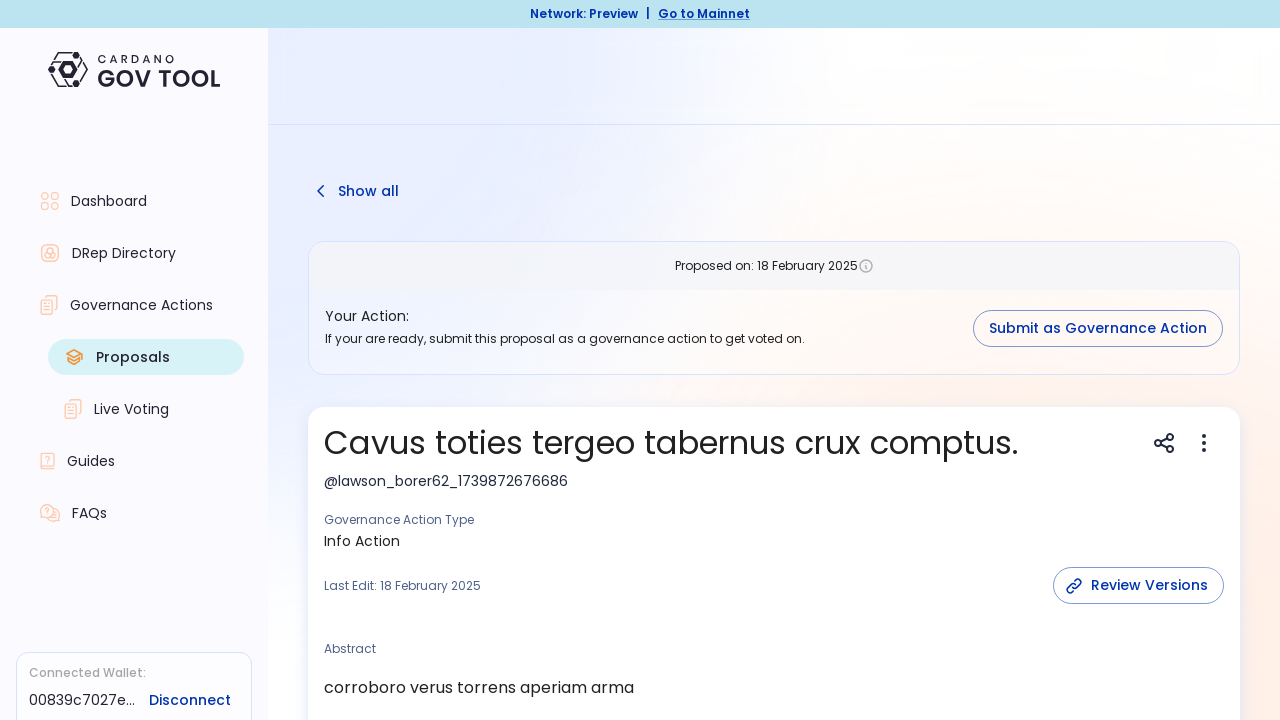 Network: Preview | Go to Mainnet
CARDANO
GOV TOOL
Dashboard
DRep Directory
Governance Actions
Proposals
Live Voting
Guides
FAQs
Connected Wallet:
00839c7027e... Disconnect
Show all
Proposed on: 18 February 2025
Your Action:
If your are ready, submit this proposal as a governance action to get voted on.
Submit as Governance Action
Cavus toties tergeo tabernus crux comptus.
@lawson_borer62_1739872676686
Governance Action Type
Info Action
Last Edit: 18 February 2025
Review Versions
Abstract
corroboro verus torrens aperiam arma